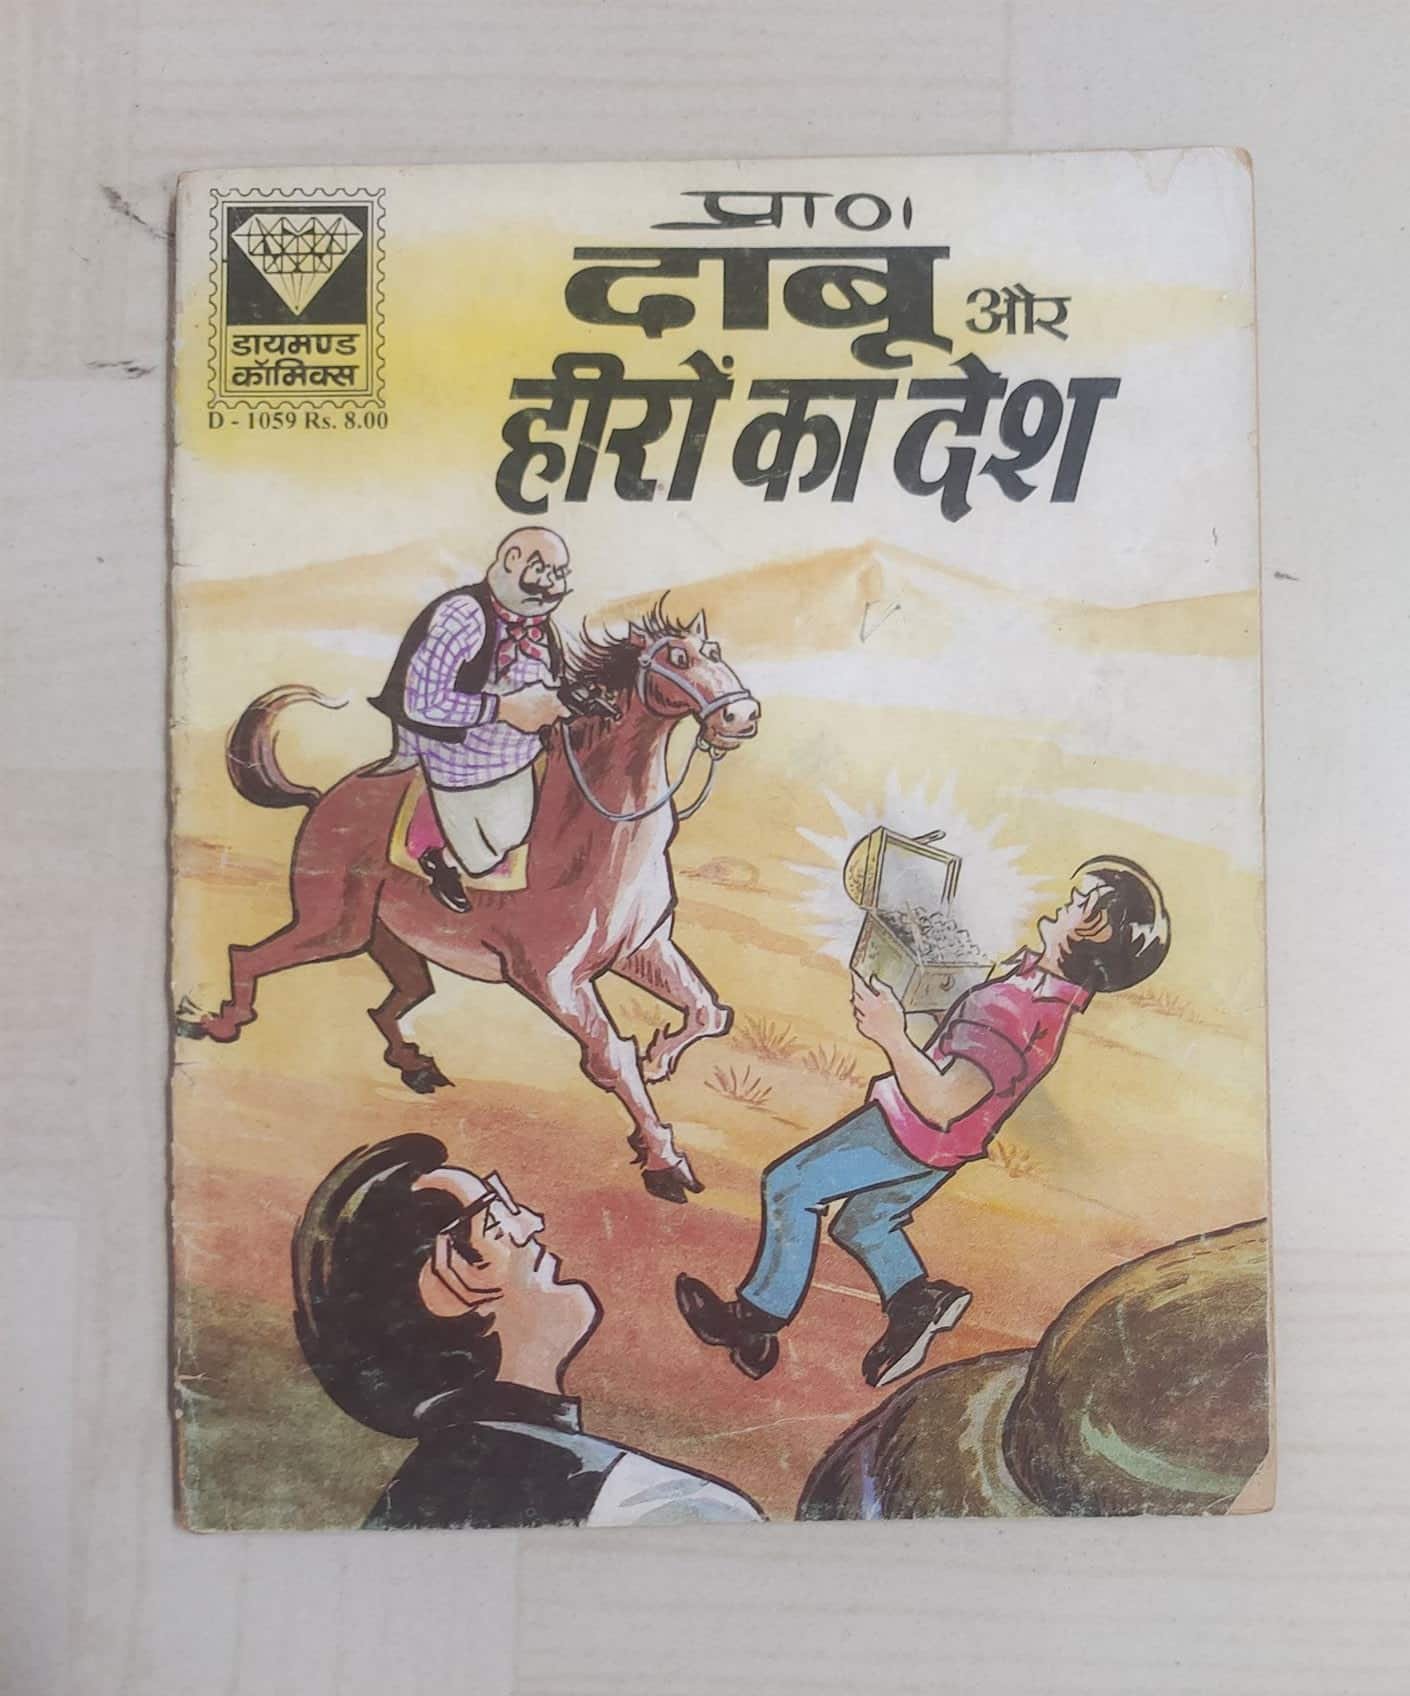 प्राण
दाबू और
हीरों का देश
डायमण्ड
कॉमिक्स
D - 1059 Rs. 8.00